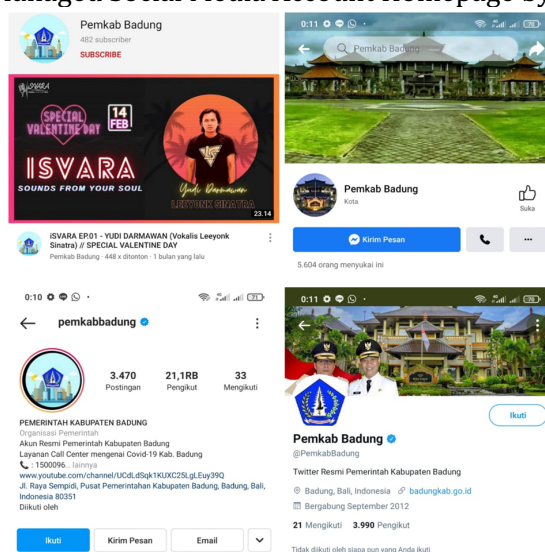 Managed Social Media Account Homepage by
Pemkab Badung
482 subscriber
SUBSCRIBE
SPECIAL
VALENTINE DAY
14
FEB
ISVARA
SOUNDS FROM YOUR SOUL
Yudi Darmawan
LEEYONK SINATRA
23.14
iSVARA EP.01 - YUDI DARMAWAN (Vokalis Leeyonk
Sinatra) // SPECIAL VALENTINE DAY
Pemkab Badung · 448 x ditonton · 1 bulan yang lalu
0:11
Pemkab Badung
Pemkab Badung
Kota
Suka
Kirim Pesan
5.604 orang menyukai ini
0:10
71
pemkabbadung
3.470
21,1RB
33
Postingan
Pengikut
Mengikuti
PEMERINTAH KABUPATEN BADUNG
Organisasi Pemerintah
Akun Resmi Pemerintah Kabupaten Badung
Layanan Call Center mengenai Covid-19 Kab. Badung
: 1500096... lainnya
www.youtube.com/channel/UCdLdSqk1KUXC25LgLEuy39Q
Jl. Raya Sempidi, Pusat Pemerintahan Kabupaten Badung, Badung, Bali,
Indonesia 80351
Diikuti oleh
Ikuti
Kirim Pesan
Email
0:11
Ikuti
Pemkab Badung
@PemkabBadung
Twitter Resmi Pemerintah Kabupaten Badung
Badung, Bali, Indonesia badungkab.go.id
Bergabung September 2012
21 Mengikuti 3.990 Pengikut
Tidak diikuti oleh siapa pun yang Anda ikuti